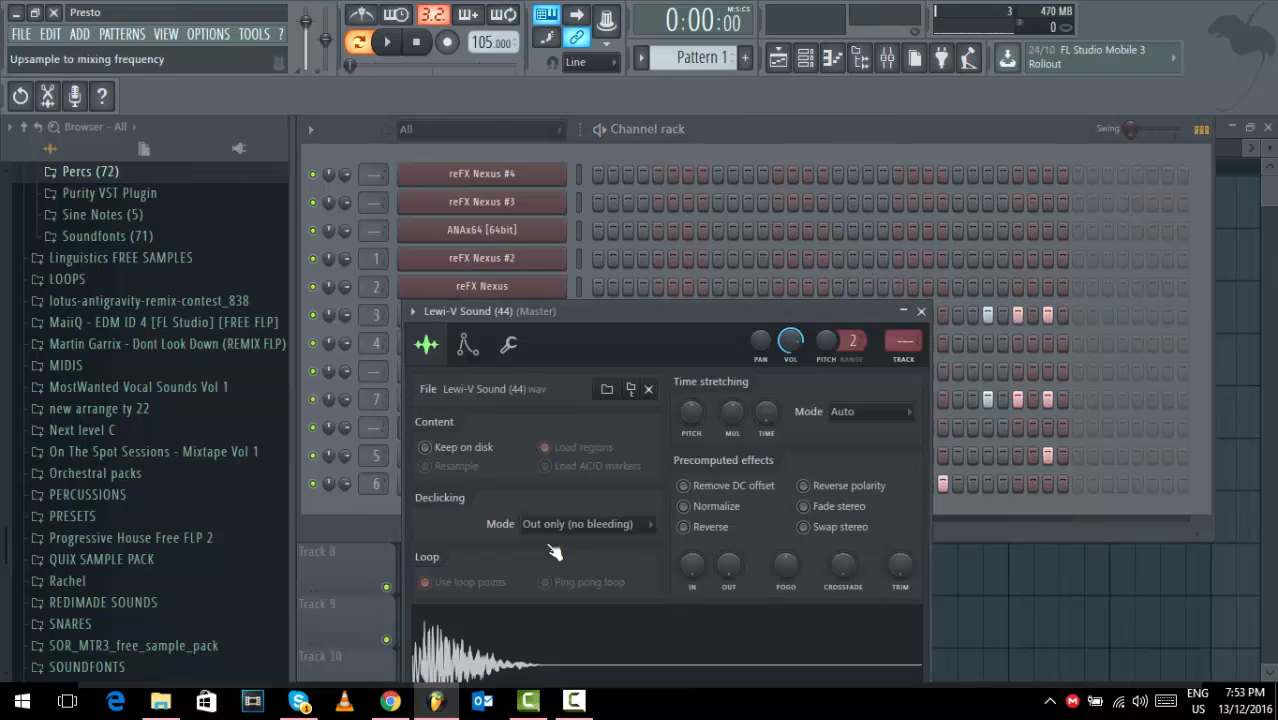 Presto
FILE EDIT ADD PATTERNS VIEW OPTIONS TOOLS ?
Upsample to mixing frequency
3.2.
105.000
0:00:00
M:S:CS
Line
Pattern 1
3
470 MB
0
24/10 FL Studio Mobile 3
Rollout
Browser - All
Percs (72)
Purity VST Plugin
Sine Notes (5)
Soundfonts (71)
Linguistics FREE SAMPLES
LOOPS
lotus-antigravity-remix-contest_838
MaiiQ - EDM ID 4 [FL Studio] [FREE FLP]
Martin Garrix - Dont Look Down (REMIX FLP)
MIDIS
MostWanted Vocal Sounds Vol 1
new arrange ty 22
Next level C
On The Spot Sessions - Mixtape Vol 1
Orchestral packs
PERCUSSIONS
PRESETS
Progressive House Free FLP 2
QUIX SAMPLE PACK
Rachel
REDIMADE SOUNDS
SNARES
SOR_MTR3_free_sample_pack
SOUNDFONTS
All
Channel rack
Swing
--- reFX Nexus #4
--- reFX Nexus #3
--- ANAx64 [64bit]
1 reFX Nexus #2
2 reFX Nexus
3
4
---
7
---
5
6
Lewi-V Sound (44) (Master)
PAN VOL PITCH RANGE TRACK
2
---
File Lewi-V Sound (44) wav
Content
Keep on disk
Load regions
Resample
Load ACID markers
Declicking
Mode Out only (no bleeding)
Loop
Use loop points
Ping pong loop
Time stretching
PITCH MUL TIME
Mode Auto
Precomputed effects
Remove DC offset
Reverse polarity
Normalize
Fade stereo
Reverse
Swap stereo
IN OUT POGO CROSSFADE TRIM
Track 8
Track 9
Track 10
ENG
US
7:53 PM
13/12/2016